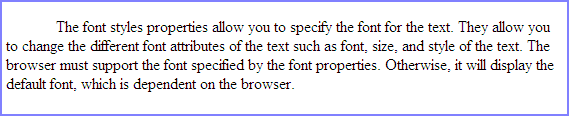 The font styles properties allow you to specify the font for the text. They allow you
to change the different font attributes of the text such as font, size, and style of the text. The
browser must support the font specified by the font properties. Otherwise, it will display the
default font, which is dependent on the browser.